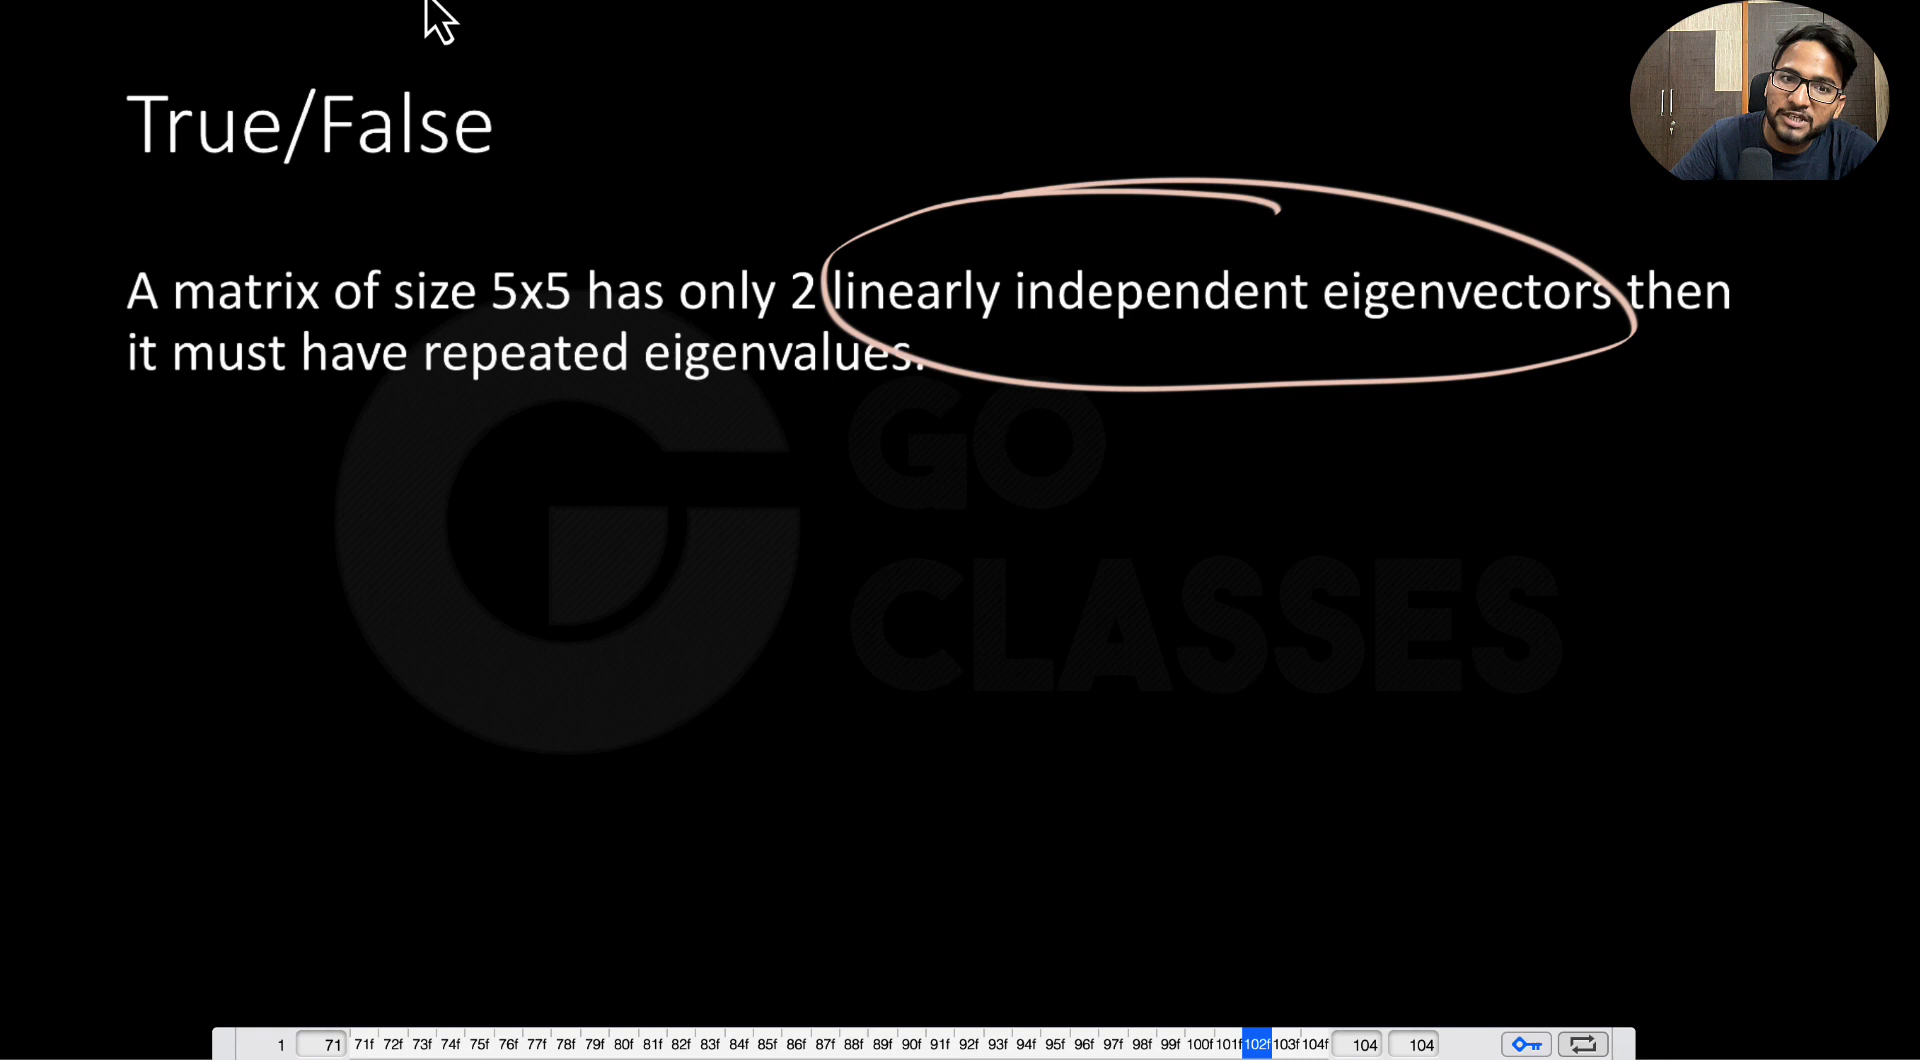 True/False
A matrix of size 5x5 has only 2 linearly independent eigenvectors then
it must have repeated eigenvalues.
GO
CLASSES
1 71 71f 72f 73f 74f 75f 76f 77f 78f 79f 80f 81f 82f 83f 84f 85f 86f 87f 88f 89f 90f 91f 92f 93f 94f 95f 96f 97f 98f 99f 100f 101f 102f 103f 104f 104 104